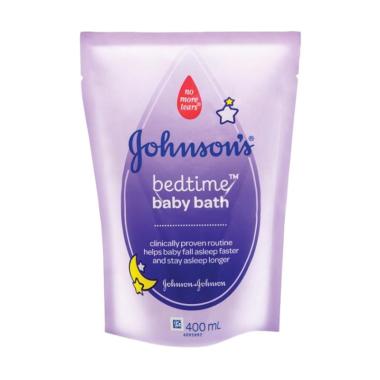 no
more
tears®
Johnson's®
bedtime™
baby bath
clinically proven routine
helps baby fall asleep faster
and stay asleep longer
Johnson & Johnson
400 mL